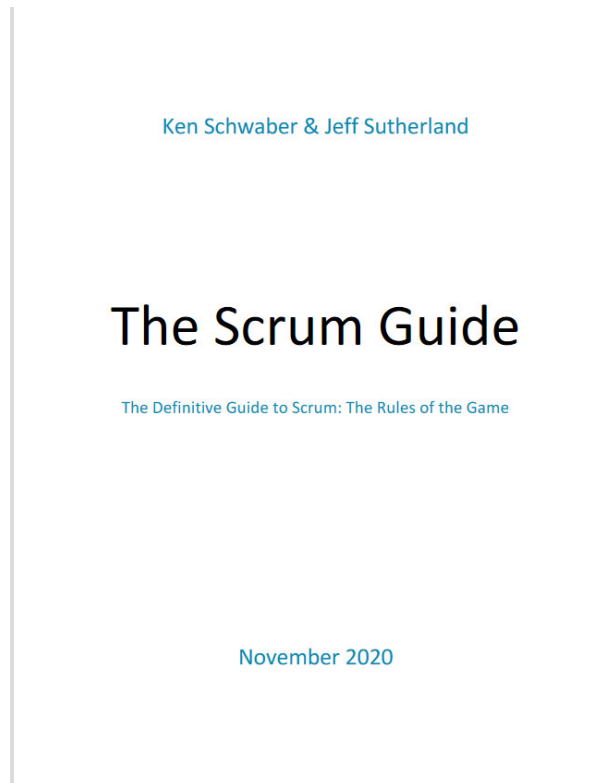 Ken Schwaber & Jeff Sutherland
The Scrum Guide
The Definitive Guide to Scrum: The Rules of the Game
November 2020